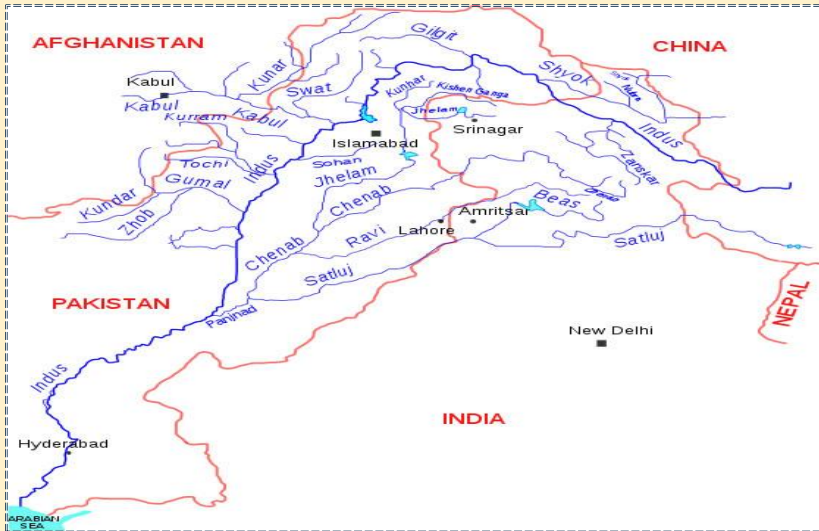 AFGHANISTAN
CHINA
Gilgit
Kabul
Kunar
Swat
Shyok
Nubra
Kunhar
Kishen Ganga
Kabul
Kabul
Kurram
Jhelam
Srinagar
Indus
Islamabad
Indus
Sohan
Tochi
Jhelam
Zanskar
Gumal
Kundar
Zhob
Chenab
Beas
Amritsar
Lahore
Ravi
Chenab
Satluj
Satluj
PAKISTAN
Panjnad
NEPAL
New Delhi
Indus
INDIA
Hyderabad
ARABIAN
SEA